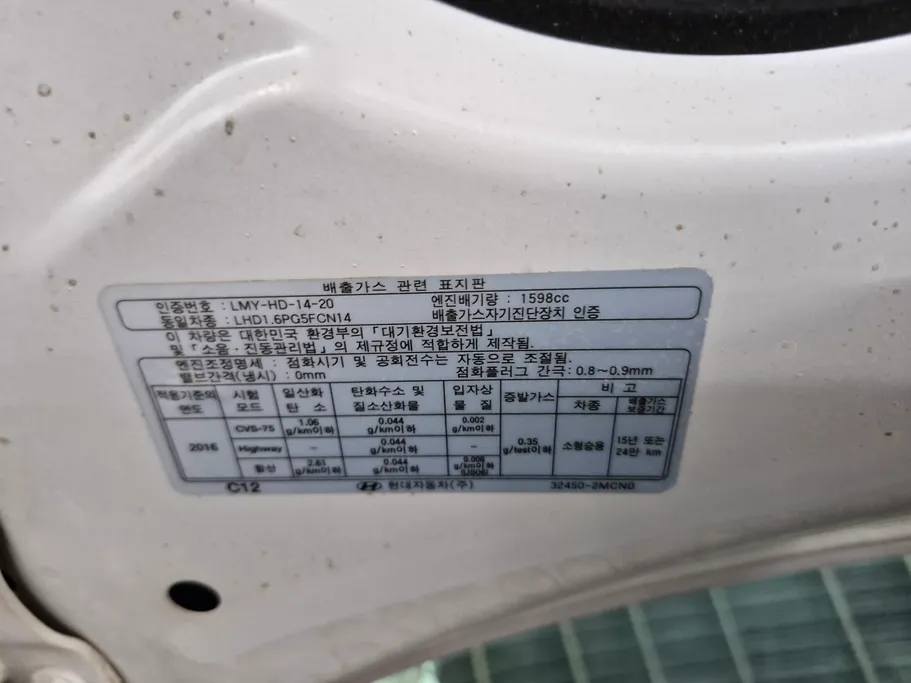 배출가스 관련 표지판
인증번호 : LMY-HD-14-20 엔진배기량 : 1598cc
동일차종 : LHD1.6PG5FCN14 배출가스자기진단장치 인증
이 차량은 대한민국 환경부의 「대기환경보전법」
및 「소음·진동관리법」의 제규정에 적합하게 제작됨.
엔진조정명세 : 점화시기 및 공회전수는 자동으로 조절됨.
밸브간격(냉시) : 0mm 점화플러그 간극: 0.8~0.9mm
적용기준의 연도 시험 모드 일산화 탄소 탄화수소 및 질소산화물 입자상 물질 증발가스 비고
차종 배출가스 보증기간
2016 CVS-75 1.06 g/km이하 0.044 g/km이하 0.002 g/km이하 0.35 g/test이하 소형승용 15년 또는 24만 km
Highway - 0.044 g/km이하 -
합성 2.61 g/km이하 0.044 g/km이하 g/km이하
C12 현대자동차(주) 32450-2MCN0